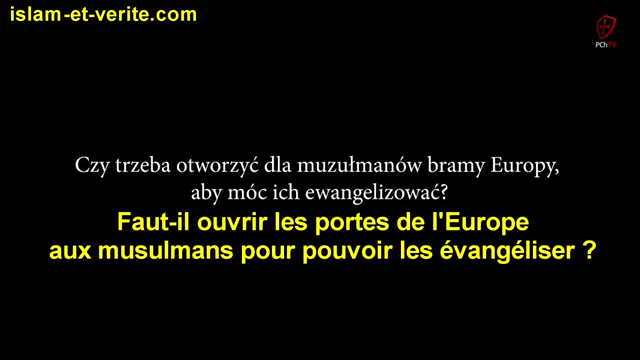 islam-et-verite.com
PChTV
Czy trzeba otworzyć dla muzułmanów bramy Europy,
aby móc ich ewangelizować?
Faut-il ouvrir les portes de l'Europe
aux musulmans pour pouvoir les évangéliser ?